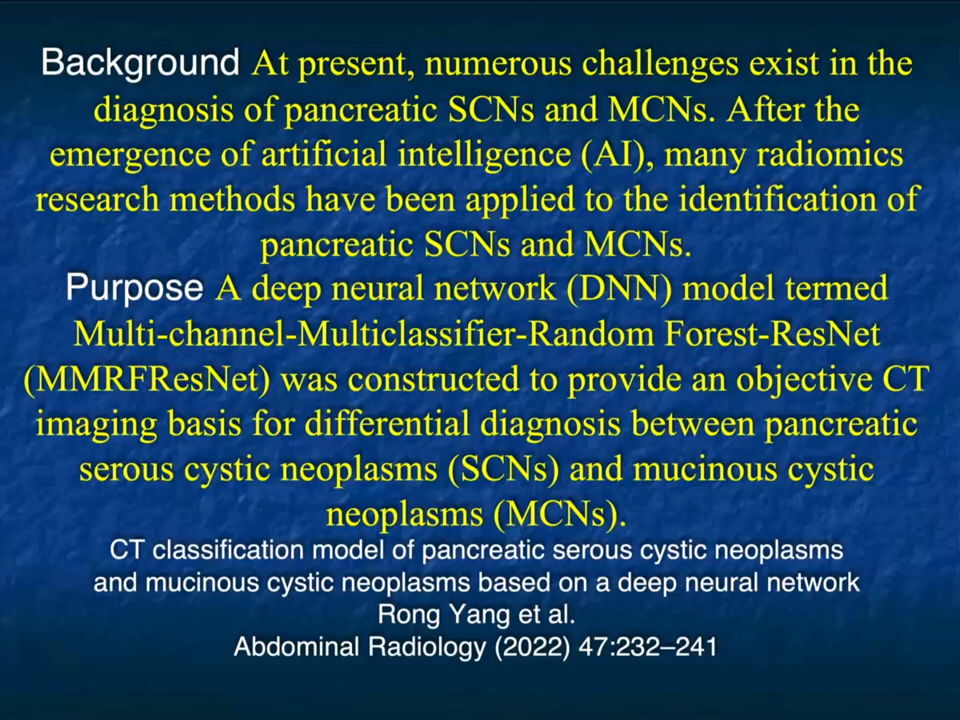 Background At present, numerous challenges exist in the
diagnosis of pancreatic SCNs and MCNs. After the
emergence of artificial intelligence (AI), many radiomics
research methods have been applied to the identification of
pancreatic SCNs and MCNs.
Purpose A deep neural network (DNN) model termed
Multi-channel-Multiclassifier-Random Forest-ResNet
(MMRFResNet) was constructed to provide an objective CT
imaging basis for differential diagnosis between pancreatic
serous cystic neoplasms (SCNs) and mucinous cystic
neoplasms (MCNs).
CT classification model of pancreatic serous cystic neoplasms
and mucinous cystic neoplasms based on a deep neural network
Rong Yang et al.
Abdominal Radiology (2022) 47:232–241